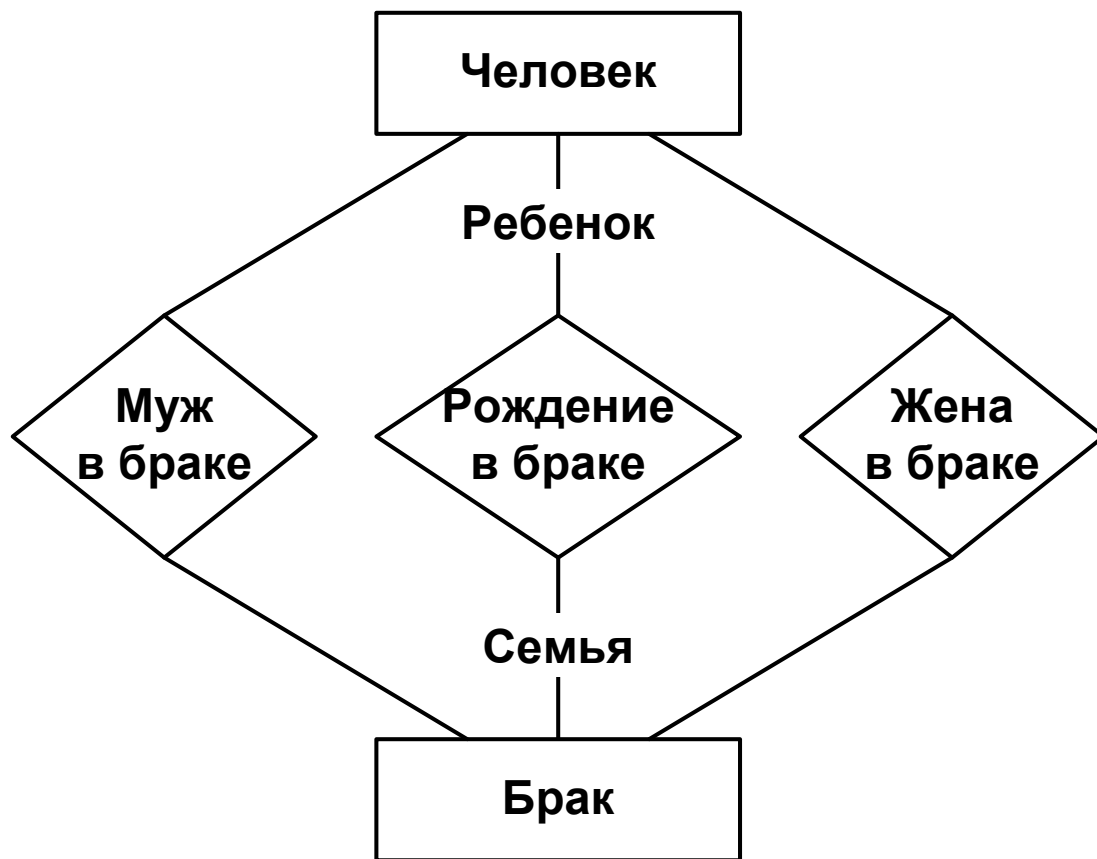 Человек
Ребенок
Муж
в браке
Рождение
в браке
Жена
в браке
Семья
Брак